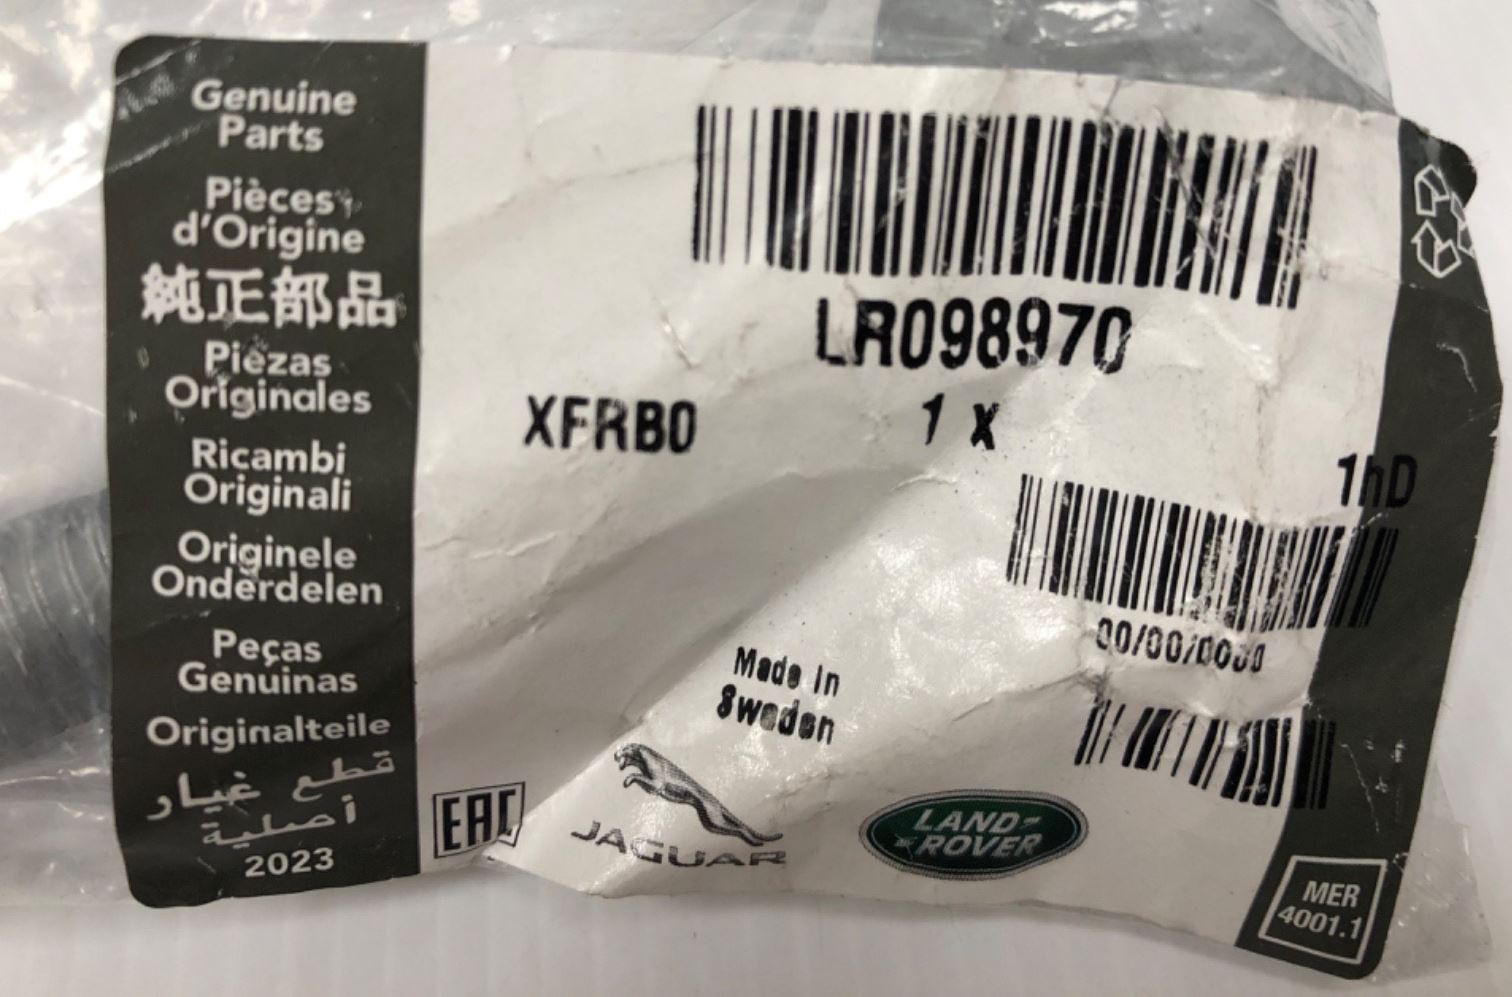 Genuine
Parts
Pièces
d'Origine
純正部品
Piezas
Originales
Ricambi
Originali
Originele
Onderdelen
Peças
Genuinas
Originalteile
قطع غيار
أصلية
2023
LR098970
XFRB0
1 X
1hD
00/00/0000
Made in
Sweden
EAC
JAGUAR
LAND-
-ROVER
MER
4001.1